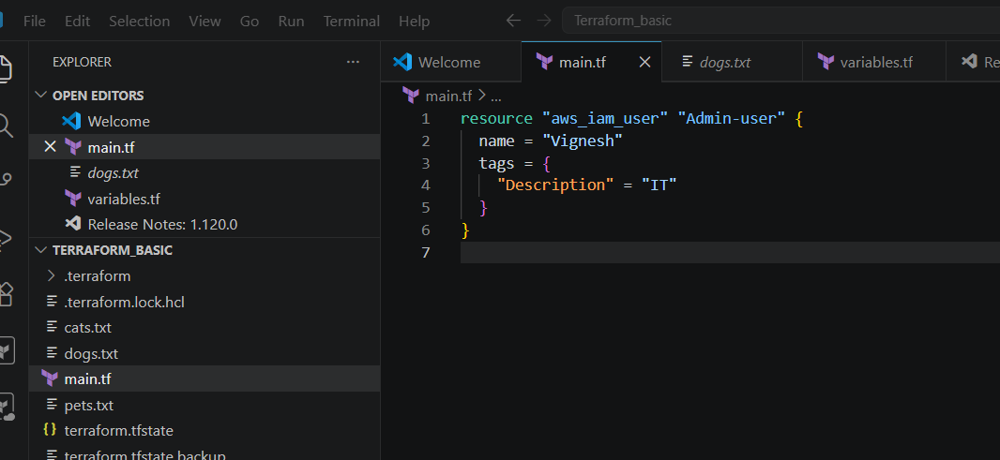 File Edit Selection View Go Run Terminal Help Terraform_basic
EXPLORER ...
OPEN EDITORS
Welcome
main.tf
dogs.txt
variables.tf
Release Notes: 1.120.0
TERRAFORM_BASIC
.terraform
.terraform.lock.hcl
cats.txt
dogs.txt
main.tf
pets.txt
terraform.tfstate
terraform.tfstate.backup
Welcome main.tf dogs.txt variables.tf Re
main.tf > ...
1 resource "aws_iam_user" "Admin-user" {
2 name = "Vignesh"
3 tags = {
4 "Description" = "IT"
5 }
6 }
7